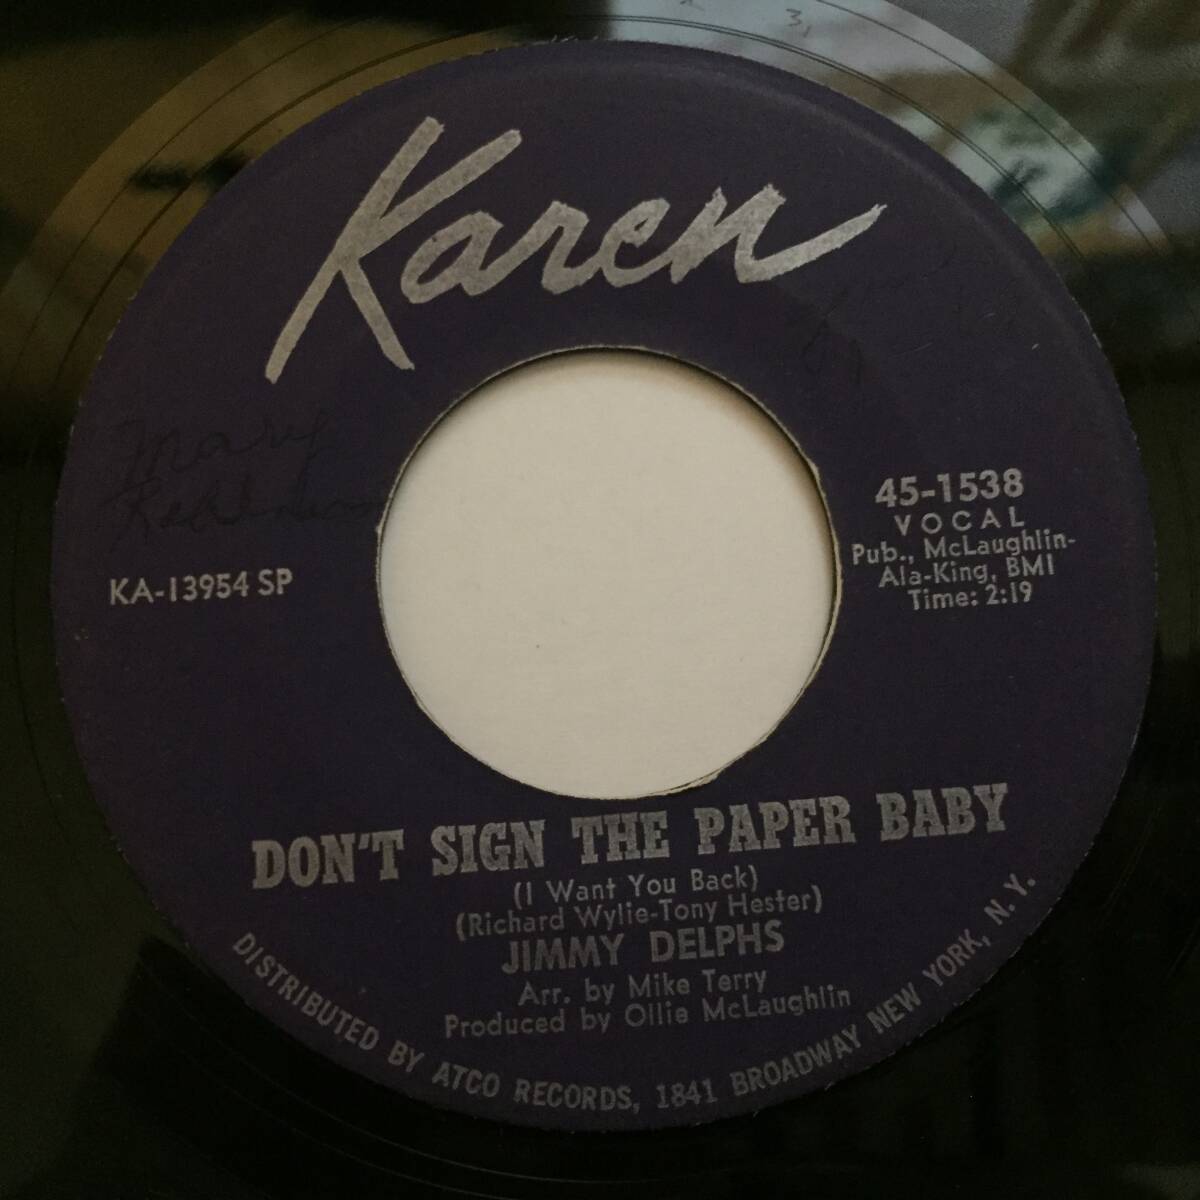 Karen
Mary
45-1538
VOCAL
Pub., McLaughlin-
Ala-King, BMI
Time: 2:19
KA-13954 SP
DON'T SIGN THE PAPER BABY
(I Want You Back)
(Richard Wylie-Tony Hester)
JIMMY DELPHS
Arr. by Mike Terry
Produced by Ollie McLaughlin
DISTRIBUTED BY ATCO RECORDS, 1841 BROADWAY NEW YORK, N. Y.